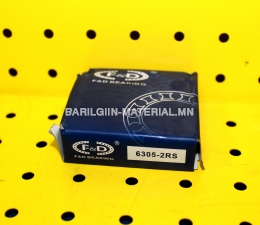 F&D
F&D BEARING
BARILGIIN-MATERIAL.MN
F&D
F&D BEARING
6305-2RS